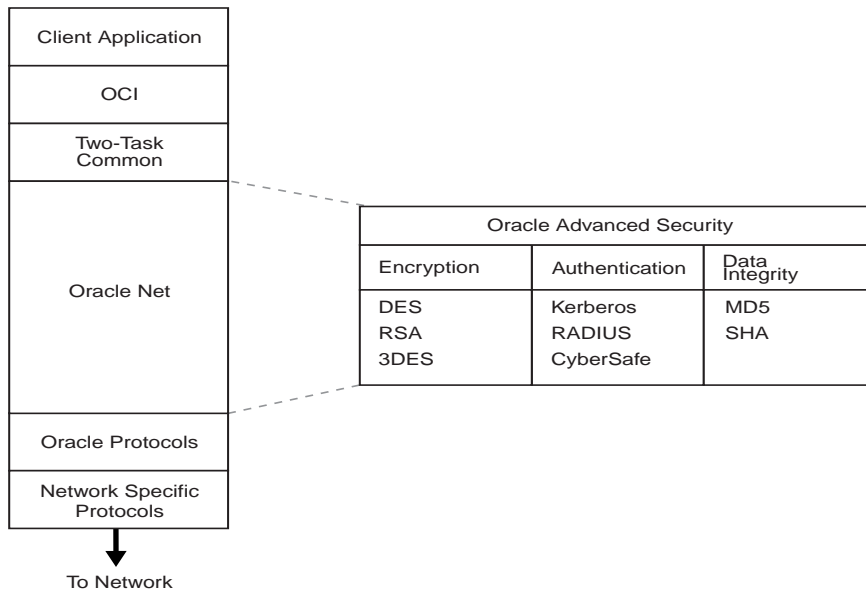 Client Application
OCI
Two-Task
Common
Oracle Net
Oracle Protocols
Network Specific
Protocols
To Network
Oracle Advanced Security
Encryption
Authentication
Data
Integrity
DES
RSA
3DES
Kerberos
RADIUS
CyberSafe
MD5
SHA